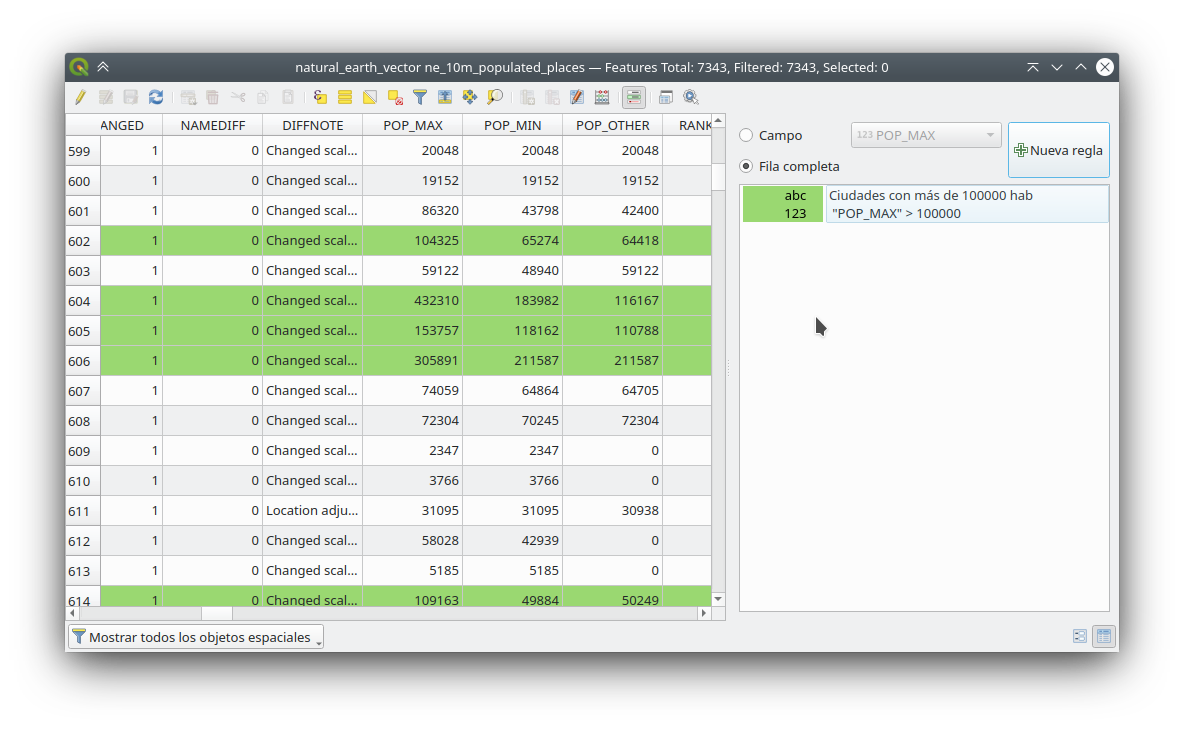 natural_earth_vector ne_10m_populated_places — Features Total: 7343, Filtered: 7343, Selected: 0
ANGED NAMEDIFF DIFFNOTE POP_MAX POP_MIN POP_OTHER RANK
599 1 0 Changed scal... 20048 20048 20048
600 1 0 Changed scal... 19152 19152 19152
601 1 0 Changed scal... 86320 43798 42400
602 1 0 Changed scal... 104325 65274 64418
603 1 0 Changed scal... 59122 48940 59122
604 1 0 Changed scal... 432310 183982 116167
605 1 0 Changed scal... 153757 118162 110788
606 1 0 Changed scal... 305891 211587 211587
607 1 0 Changed scal... 74059 64864 64705
608 1 0 Changed scal... 72304 70245 72304
609 1 0 Changed scal... 2347 2347 0
610 1 0 Changed scal... 3766 3766 0
611 1 0 Location adju... 31095 31095 30938
612 1 0 Changed scal... 58028 42939 0
613 1 0 Changed scal... 5185 5185 0
614 1 0 Changed scal... 109163 49884 50249
Campo 123 POP_MAX
Nueva regla
Fila completa
abc Ciudades con más de 100000 hab
123 "POP_MAX" > 100000
Mostrar todos los objetos espaciales